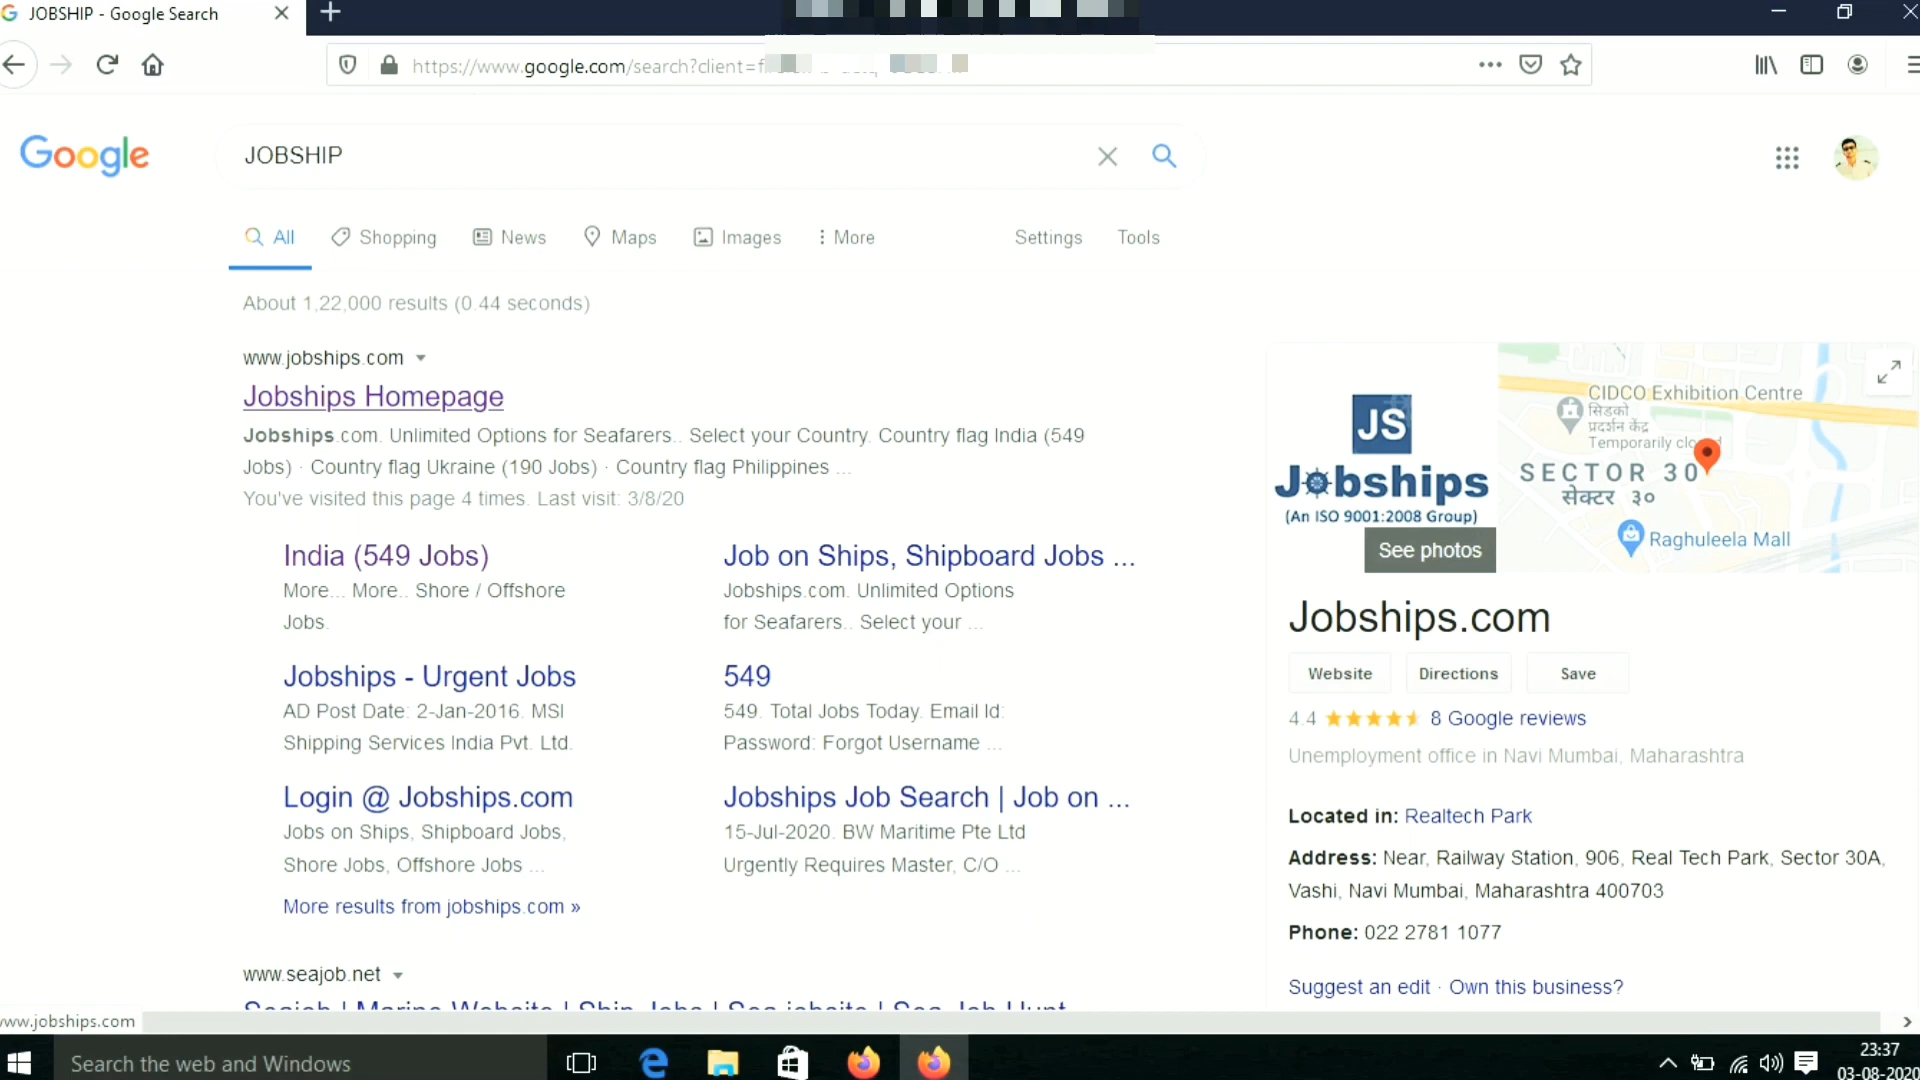 JOBSHIP - Google Search
https://www.google.com/search?client=
Google
JOBSHIP
All
Shopping
News
Maps
Images
More
Settings
Tools
About 1,22,000 results (0.44 seconds)
www.jobships.com
Jobships Homepage
Jobships.com. Unlimited Options for Seafarers.. Select your Country. Country flag India (549
Jobs) · Country flag Ukraine (190 Jobs) · Country flag Philippines ...
You've visited this page 4 times. Last visit: 3/8/20
India (549 Jobs)
More... More.. Shore / Offshore
Jobs.
Job on Ships, Shipboard Jobs ...
Jobships.com. Unlimited Options
for Seafarers.. Select your ...
Jobships - Urgent Jobs
AD Post Date: 2-Jan-2016. MSI
Shipping Services India Pvt. Ltd.
549
549. Total Jobs Today. Email Id:
Password: Forgot Username ...
Login @ Jobships.com
Jobs on Ships, Shipboard Jobs,
Shore Jobs, Offshore Jobs ...
Jobships Job Search | Job on ...
15-Jul-2020. BW Maritime Pte Ltd
Urgently Requires Master, C/O ...
More results from jobships.com »
www.seajob.net
Seajob | Marine Website | Ship Jobs | Sea jobsite | Sea Job Hunt
JS
Jobships
(An ISO 9001:2008 Group)
See photos
CIDCO Exhibition Centre
सिडको
प्रदर्शन केंद्र
Temporarily
SECTOR 30
सेक्टर ३०
Raghuleela Mall
Jobships.com
Website
Directions
Save
4.4
8 Google reviews
Unemployment office in Navi Mumbai, Maharashtra
Located in: Realtech Park
Address: Near, Railway Station, 906, Real Tech Park, Sector 30A,
Vashi, Navi Mumbai, Maharashtra 400703
Phone: 022 2781 1077
Suggest an edit · Own this business?
www.jobships.com
Search the web and Windows
23:37
03-08-2020